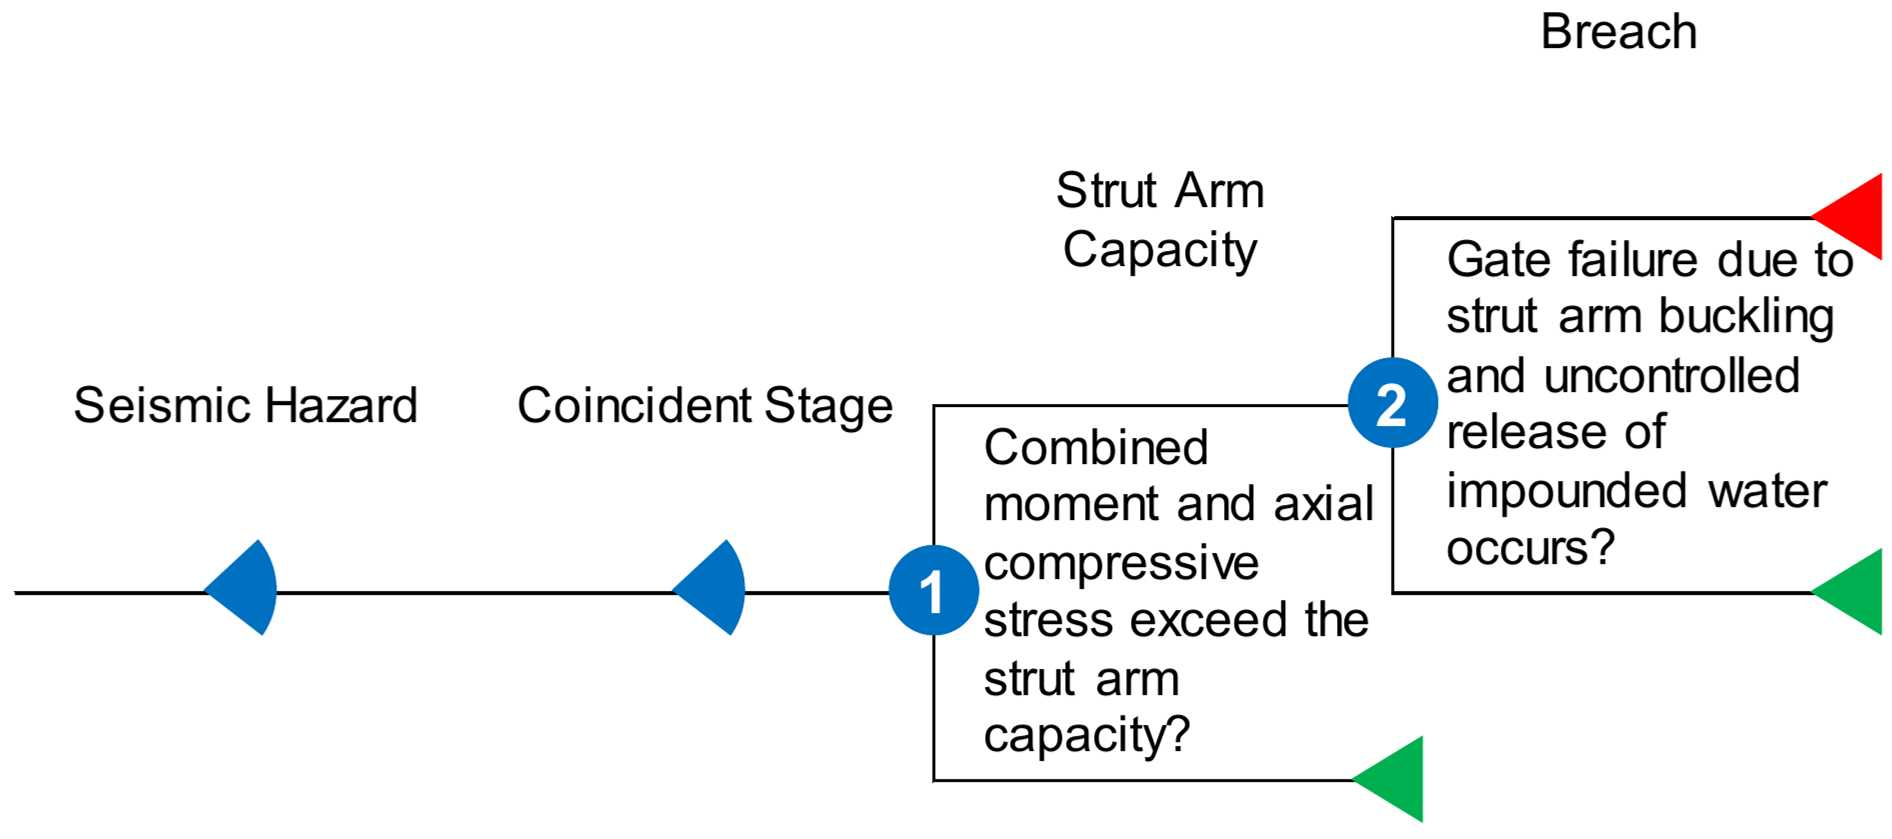 Breach
Strut Arm
Capacity
Seismic Hazard
Coincident Stage
1
Combined
moment and axial
compressive
stress exceed the
strut arm
capacity?
2
Gate failure due to
strut arm buckling
and uncontrolled
release of
impounded water
occurs?